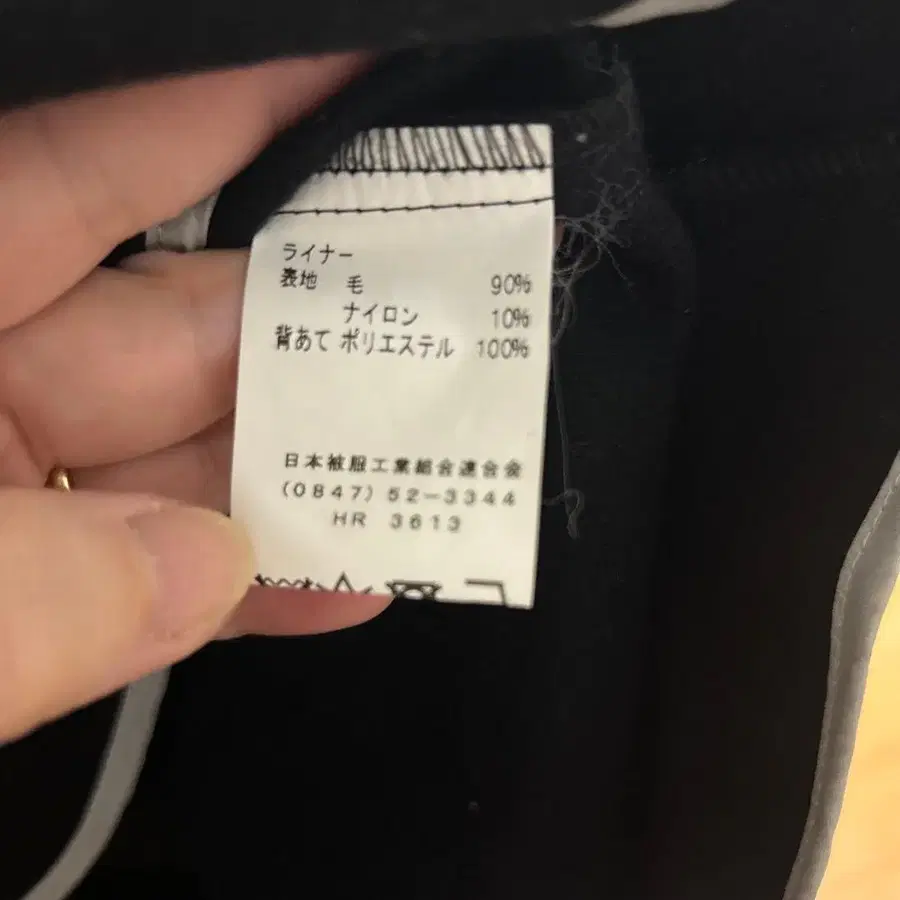 ライナー
表地 毛 90%
ナイロン 10%
背あて ポリエステル 100%
日本被服工業組合連合会
(0847) 52-3344
HR 3613